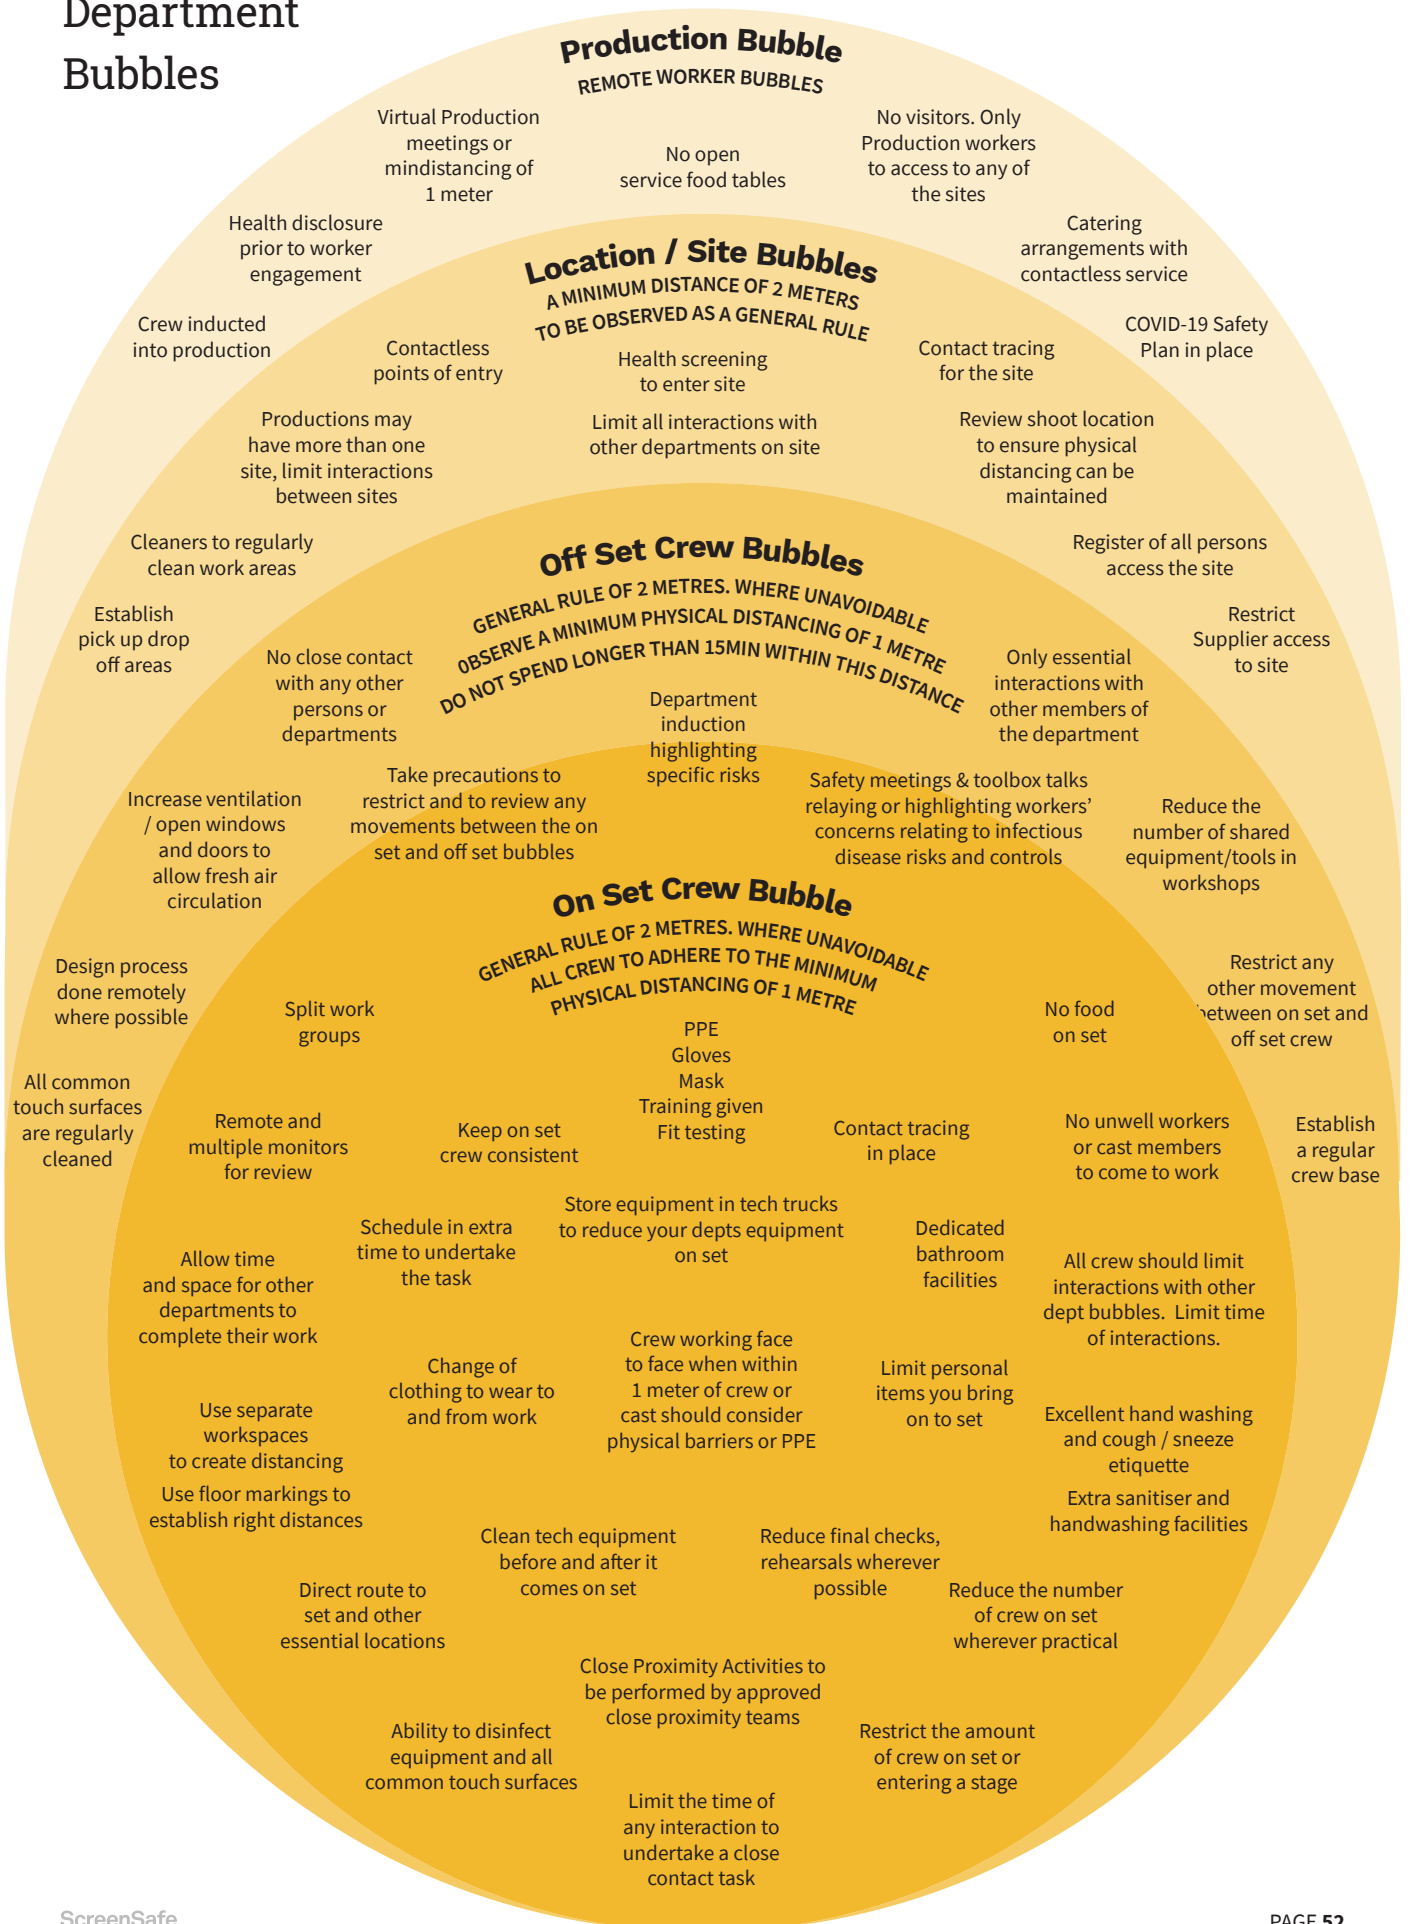 Department
Bubbles
Production Bubble
REMOTE WORKER BUBBLES
Virtual Production
meetings or
mindistancing of
1 meter
No open
service food tables
No visitors. Only
Production workers
to access to any of
the sites
Health disclosure
prior to worker
engagement
Catering
arrangements with
contactless service
Crew inducted
into production
COVID-19 Safety
Plan in place
Location / Site Bubbles
A MINIMUM DISTANCE OF 2 METERS
TO BE OBSERVED AS A GENERAL RULE
Contactless
points of entry
Health screening
to enter site
Contact tracing
for the site
Productions may
have more than one
site, limit interactions
between sites
Limit all interactions with
other departments on site
Review shoot location
to ensure physical
distancing can be
maintained
Cleaners to regularly
clean work areas
Register of all persons
access the site
Establish
pick up drop
off areas
Restrict
Supplier access
to site
Off Set Crew Bubbles
GENERAL RULE OF 2 METRES. WHERE UNAVOIDABLE
0BSERVE A MINIMUM PHYSICAL DISTANCING OF 1 METRE
DO NOT SPEND LONGER THAN 15MIN WITHIN THIS DISTANCE
No close contact
with any other
persons or
departments
Department
induction
highlighting
specific risks
Only essential
interactions with
other members of
the department
Increase ventilation
/ open windows
and doors to
allow fresh air
circulation
Take precautions to
restrict and to review any
movements between the on
set and off set bubbles
Safety meetings & toolbox talks
relaying or highlighting workers'
concerns relating to infectious
disease risks and controls
Reduce the
number of shared
equipment/tools in
workshops
Design process
done remotely
where possible
Restrict any
other movement
between on set and
off set crew
All common
touch surfaces
are regularly
cleaned
Establish
a regular
crew base
On Set Crew Bubble
GENERAL RULE OF 2 METRES. WHERE UNAVOIDABLE
ALL CREW TO ADHERE TO THE MINIMUM
PHYSICAL DISTANCING OF 1 METRE
Split work
groups
PPE
Gloves
Mask
Training given
Fit testing
No food
on set
Remote and
multiple monitors
for review
Keep on set
crew consistent
Contact tracing
in place
No unwell workers
or cast members
to come to work
Schedule in extra
time to undertake
the task
Store equipment in tech trucks
to reduce your depts equipment
on set
Dedicated
bathroom
facilities
Allow time
and space for other
departments to
complete their work
All crew should limit
interactions with other
dept bubbles. Limit time
of interactions.
Change of
clothing to wear to
and from work
Crew working face
to face when within
1 meter of crew or
cast should consider
physical barriers or PPE
Limit personal
items you bring
on to set
Use separate
workspaces
to create distancing
Excellent hand washing
and cough / sneeze
etiquette
Use floor markings to
establish right distances
Extra sanitiser and
handwashing facilities
Clean tech equipment
before and after it
comes on set
Reduce final checks,
rehearsals wherever
possible
Direct route to
set and other
essential locations
Reduce the number
of crew on set
wherever practical
Close Proximity Activities to
be performed by approved
close proximity teams
Ability to disinfect
equipment and all
common touch surfaces
Restrict the amount
of crew on set or
entering a stage
Limit the time of
any interaction to
undertake a close
contact task
ScreenSafe
PAGE 52